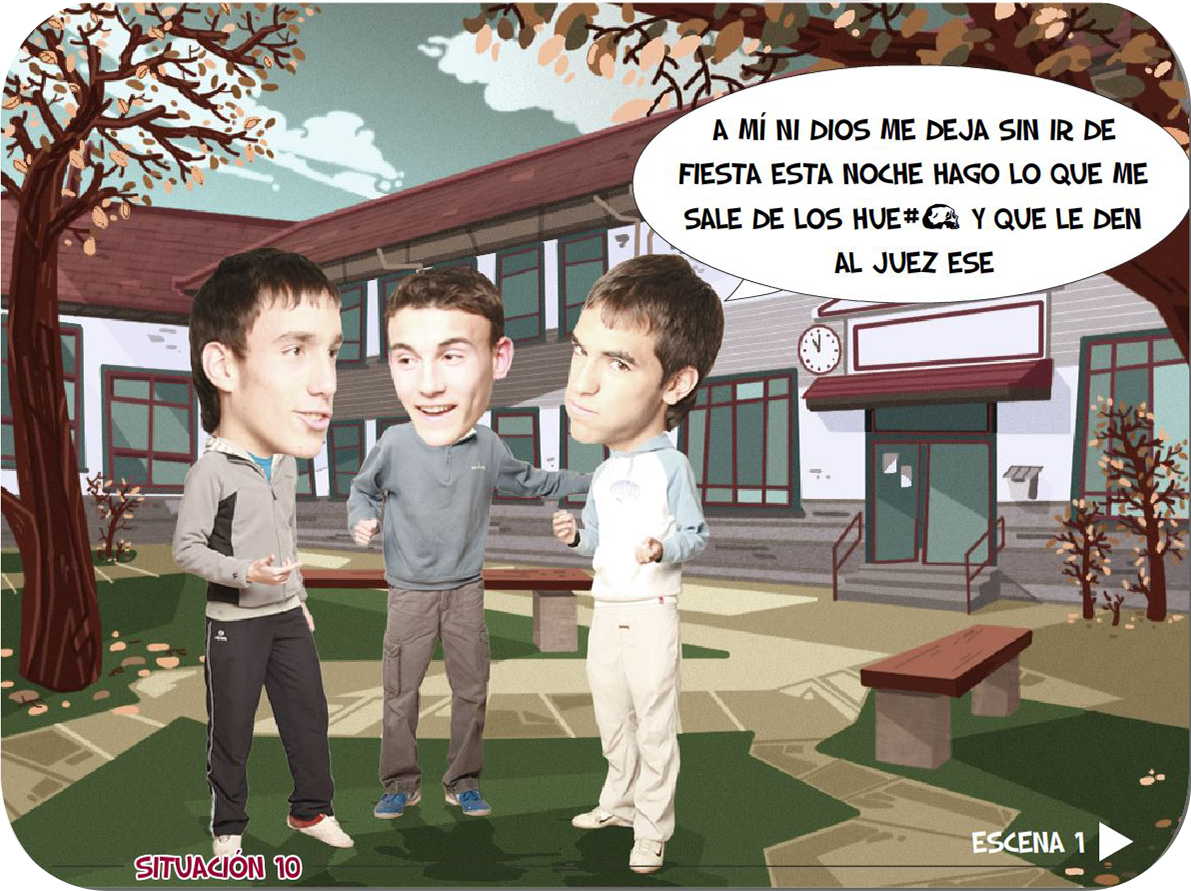 A MÍ NI DIOS ME DEJA SIN IR DE
FIESTA ESTA NOCHE HAGO LO QUE ME
SALE DE LOS HUE# Y QUE LE DEN
AL JUEZ ESE
ESCENA 1
SITUACIÓN 10